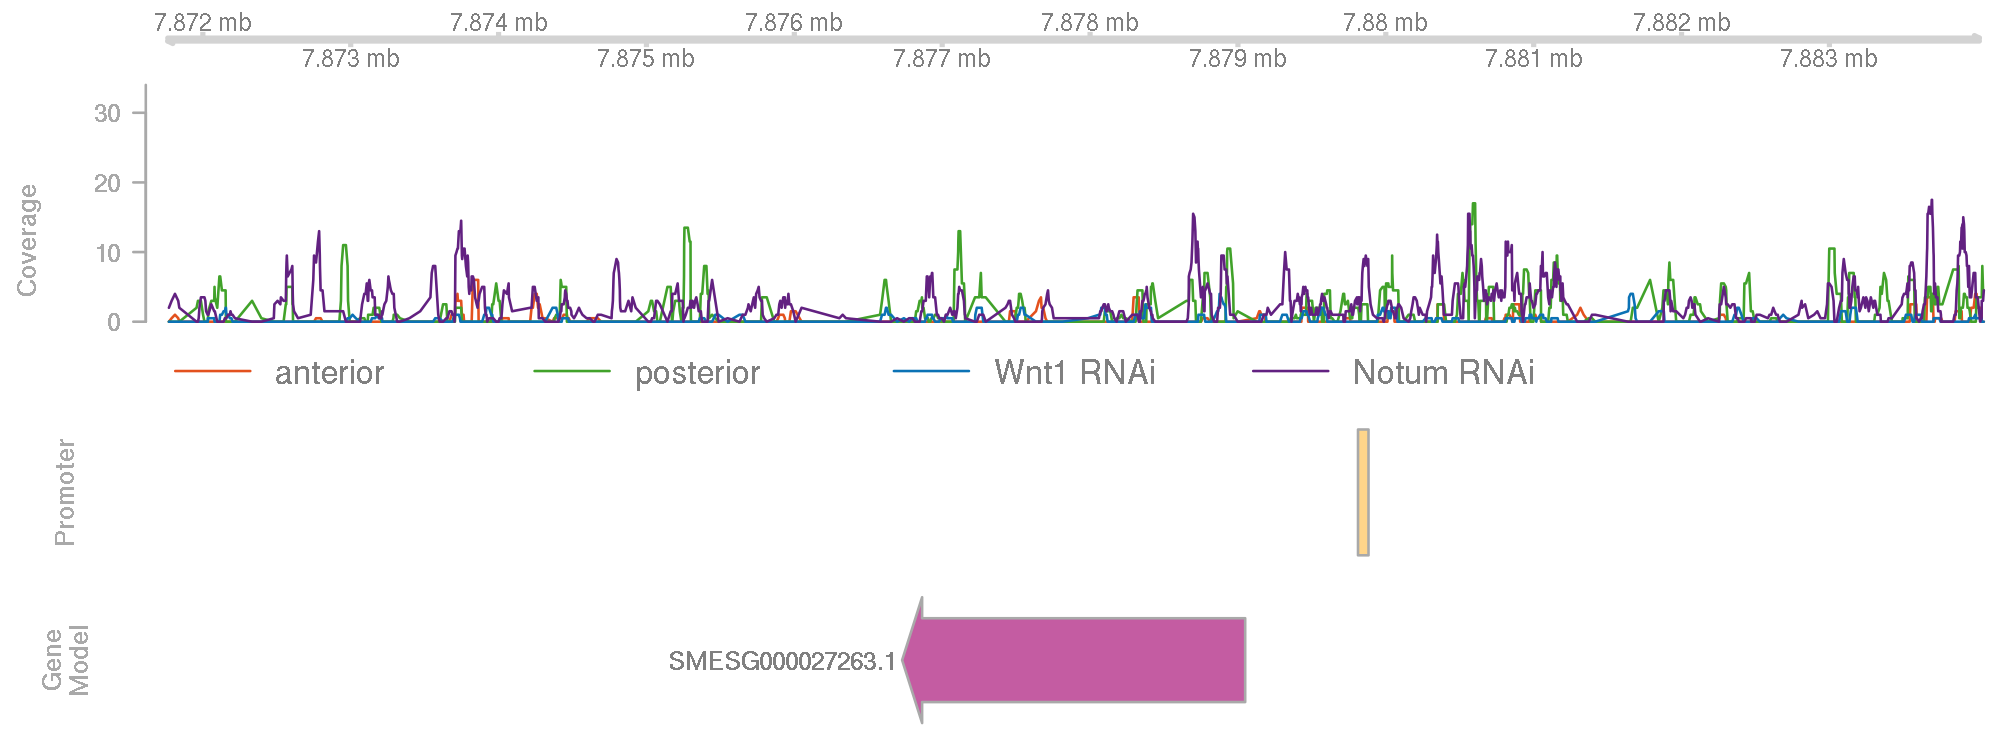 7.872 mb 7.874 mb 7.876 mb 7.878 mb 7.88 mb 7.882 mb
7.873 mb 7.875 mb 7.877 mb 7.879 mb 7.881 mb 7.883 mb
30
20
10
0
Coverage
anterior posterior Wnt1 RNAi Notum RNAi
Promoter
Gene
Model
SMESG000027263.1